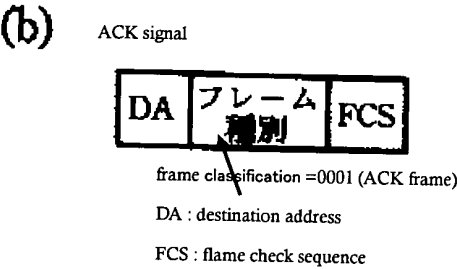 (b)
ACK signal
DA フレーム FCS
種別
frame classification =0001 (ACK frame)
DA : destination address
FCS : flame check sequence